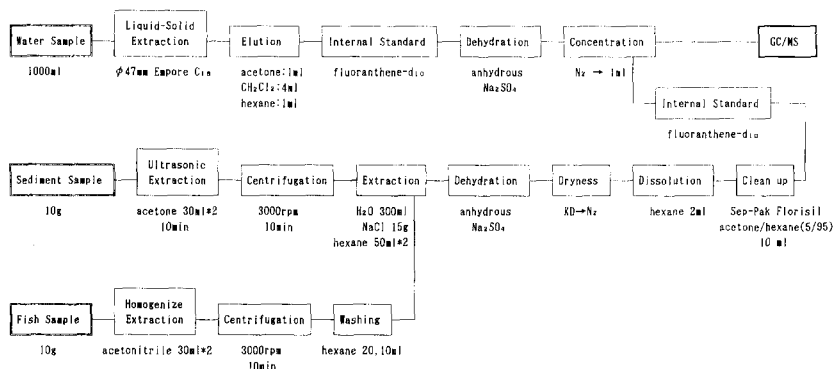 Water Sample
1000ml
Liquid-Solid
Extraction
φ47mm Empore C₁₈
Elution
acetone:1ml
CH₂Cl₂:4ml
hexane:1ml
Internal Standard
fluoranthene-d₁₀
Dehydration
anhydrous
Na₂SO₄
Concentration
N₂ → 1ml
GC/MS
Internal Standard
fluoranthene-d₁₀
Sediment Sample
10g
Ultrasonic
Extraction
acetone 30ml*2
10min
Centrifugation
3000rpm
10min
Extraction
H₂O 300ml
NaCl 15g
hexane 50ml*2
Dehydration
anhydrous
Na₂SO₄
Dryness
KD→N₂
Dissolution
hexane 2ml
Clean up
Sep-Pak Florisil
acetone/hexane(5/95)
10 ml
Fish Sample
10g
Homogenize
Extraction
acetonitrile 30ml*2
Centrifugation
3000rpm
10min
Washing
hexane 20,10ml